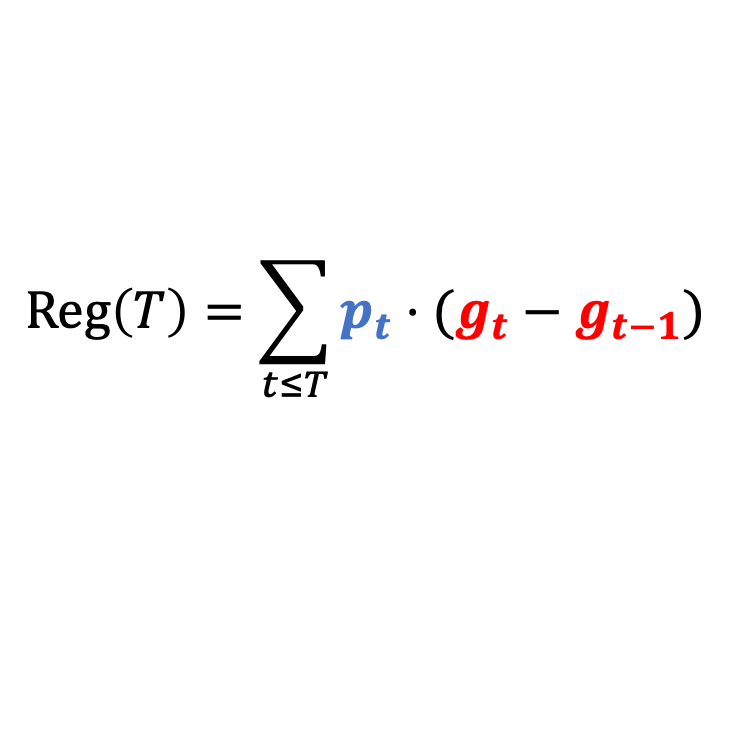 Reg(T) = ∑_{t≤T} p_t · (g_t − g_{t−1})